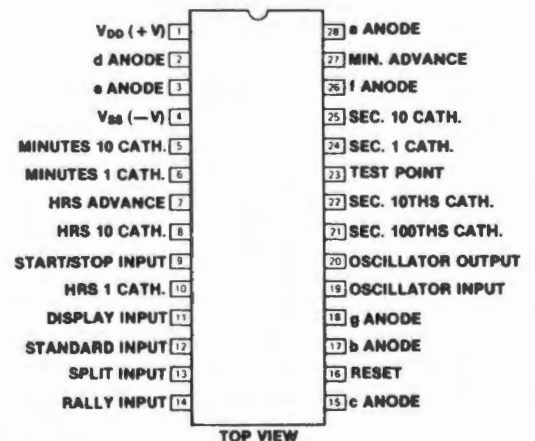 VDD (+ V) 1
d ANODE 2
e ANODE 3
VSS (— V) 4
MINUTES 10 CATH. 5
MINUTES 1 CATH. 6
HRS ADVANCE 7
HRS 10 CATH. 8
START/STOP INPUT 9
HRS 1 CATH. 10
DISPLAY INPUT 11
STANDARD INPUT 12
SPLIT INPUT 13
RALLY INPUT 14
28 a ANODE
27 MIN. ADVANCE
26 f ANODE
25 SEC. 10 CATH.
24 SEC. 1 CATH.
23 TEST POINT
22 SEC. 10THS CATH.
21 SEC. 100THS CATH.
20 OSCILLATOR OUTPUT
19 OSCILLATOR INPUT
18 g ANODE
17 b ANODE
16 RESET
15 c ANODE
TOP VIEW